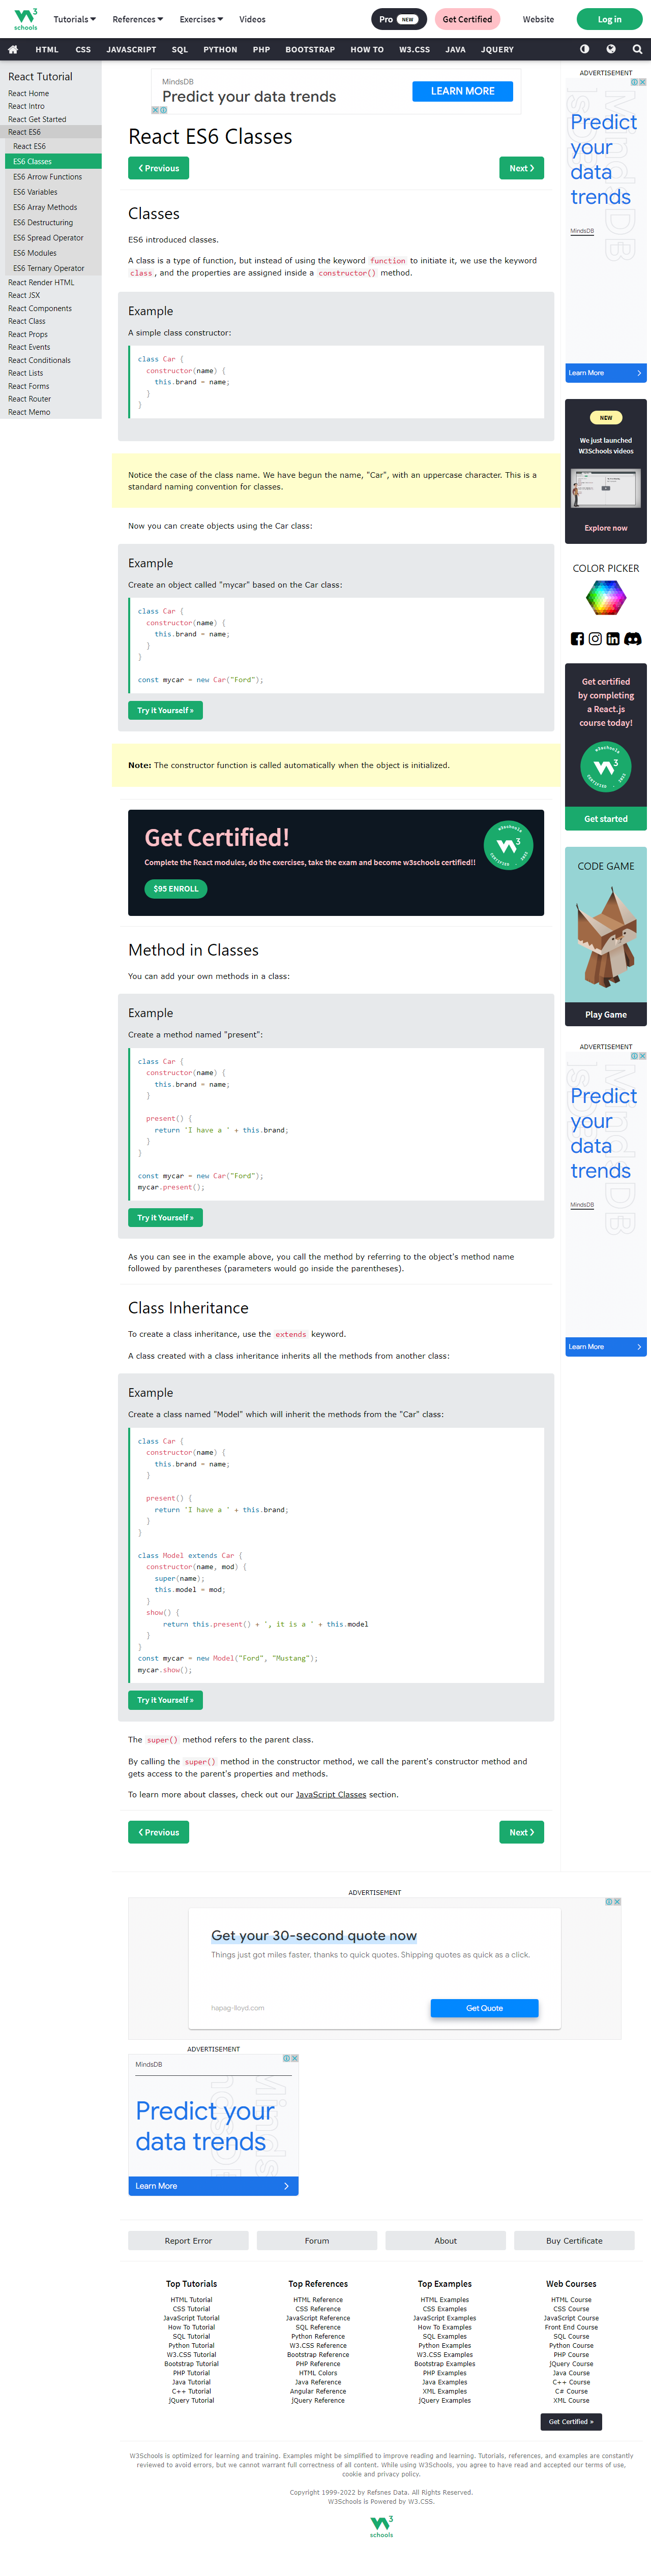 W3 schools
Tutorials References Exercises Videos Pro NEW Get Certified Website Log in
HTML CSS JAVASCRIPT SQL PYTHON PHP BOOTSTRAP HOW TO W3.CSS JAVA JQUERY
React Tutorial
React Home
React Intro
React Get Started
React ES6
React ES6
ES6 Classes
ES6 Arrow Functions
ES6 Variables
ES6 Array Methods
ES6 Destructuring
ES6 Spread Operator
ES6 Modules
ES6 Ternary Operator
React Render HTML
React JSX
React Components
React Class
React Props
React Events
React Conditionals
React Lists
React Forms
React Router
React Memo
MindsDB
Predict your data trends
LEARN MORE
React ES6 Classes
❮ Previous Next ❯
Classes
ES6 introduced classes.
A class is a type of function, but instead of using the keyword function to initiate it, we use the keyword
class, and the properties are assigned inside a constructor() method.
Example
A simple class constructor:
class Car {
constructor(name) {
this.brand = name;
}
}
Notice the case of the class name. We have begun the name, "Car", with an uppercase character. This is a
standard naming convention for classes.
Now you can create objects using the Car class:
Example
Create an object called "mycar" based on the Car class:
class Car {
constructor(name) {
this.brand = name;
}
}
const mycar = new Car("Ford");
Try it Yourself »
Note: The constructor function is called automatically when the object is initialized.
Get Certified!
Complete the React modules, do the exercises, take the exam and become w3schools certified!!
$95 ENROLL
w3schools
W3
CERTIFIED . 2022
Method in Classes
You can add your own methods in a class:
Example
Create a method named "present":
class Car {
constructor(name) {
this.brand = name;
}
present() {
return 'I have a ' + this.brand;
}
}
const mycar = new Car("Ford");
mycar.present();
Try it Yourself »
As you can see in the example above, you call the method by referring to the object's method name
followed by parentheses (parameters would go inside the parentheses).
Class Inheritance
To create a class inheritance, use the extends keyword.
A class created with a class inheritance inherits all the methods from another class:
Example
Create a class named "Model" which will inherit the methods from the "Car" class:
class Car {
constructor(name) {
this.brand = name;
}
present() {
return 'I have a ' + this.brand;
}
}
class Model extends Car {
constructor(name, mod) {
super(name);
this.model = mod;
}
show() {
return this.present() + ', it is a ' + this.model
}
}
const mycar = new Model("Ford", "Mustang");
mycar.show();
Try it Yourself »
The super() method refers to the parent class.
By calling the super() method in the constructor method, we call the parent's constructor method and
gets access to the parent's properties and methods.
To learn more about classes, check out our JavaScript Classes section.
❮ Previous Next ❯
ADVERTISEMENT
Predict
your
data
trends
MindsDB
Learn More
NEW
We just launched
W3Schools videos
Explore now
COLOR PICKER
Get certified
by completing
a React.js
course today!
w3schools
W3
CERTIFIED . 2022
Get started
CODE GAME
Play Game
ADVERTISEMENT
Predict
your
data
trends
MindsDB
Learn More
ADVERTISEMENT
Get your 30-second quote now
Things just got miles faster, thanks to quick quotes. Shipping quotes as quick as a click.
hapag-lloyd.com Get Quote
ADVERTISEMENT
MindsDB
Predict your
data trends
Learn More
Report Error Forum About Buy Certificate
Top Tutorials
HTML Tutorial
CSS Tutorial
JavaScript Tutorial
How To Tutorial
SQL Tutorial
Python Tutorial
W3.CSS Tutorial
Bootstrap Tutorial
PHP Tutorial
Java Tutorial
C++ Tutorial
jQuery Tutorial
Top References
HTML Reference
CSS Reference
JavaScript Reference
SQL Reference
Python Reference
W3.CSS Reference
Bootstrap Reference
PHP Reference
HTML Colors
Java Reference
Angular Reference
jQuery Reference
Top Examples
HTML Examples
CSS Examples
JavaScript Examples
How To Examples
SQL Examples
Python Examples
W3.CSS Examples
Bootstrap Examples
PHP Examples
Java Examples
XML Examples
jQuery Examples
Web Courses
HTML Course
CSS Course
JavaScript Course
Front End Course
SQL Course
Python Course
PHP Course
jQuery Course
Java Course
C++ Course
C# Course
XML Course
Get Certified »
W3Schools is optimized for learning and training. Examples might be simplified to improve reading and learning. Tutorials, references, and examples are constantly
reviewed to avoid errors, but we cannot warrant full correctness of all content. While using W3Schools, you agree to have read and accepted our terms of use,
cookie and privacy policy.
Copyright 1999-2022 by Refsnes Data. All Rights Reserved.
W3Schools is Powered by W3.CSS.
W3 schools